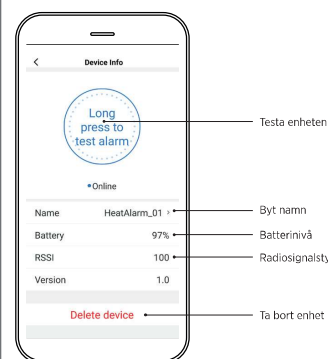 Device Info
Long
press to
test alarm
Testa enheten
Online
Name HeatAlarm_01 >
Byt namn
Battery 97%
Batterinivå
RSSI 100
Radiosignalsty
Version 1.0
Delete device
Ta bort enhet